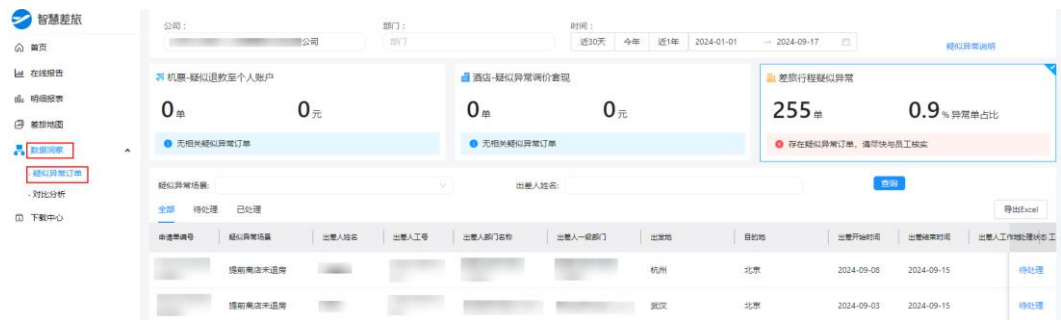 智慧差旅
首页
在线报告
明细报表
差旅地图
数据洞察
· 疑似异常订单
· 对比分析
下载中心
公司：
公司
部门：
部门
时间：
近30天 今年 近1年 2024-01-01 → 2024-09-17
疑似异常说明
机票-疑似退款至个人账户
0单 0元
无相关疑似异常订单
酒店-疑似异常调价套现
0单 0元
无相关疑似异常订单
差旅行程疑似异常
255单 0.9%异常单占比
存在疑似异常订单，请尽快与员工核实
疑似异常场景:
出差人姓名:
查询
全部 待处理 已处理
导出Excel
申请单编号 疑似异常场景 出差人姓名 出差人工号 出差人部门名称 出差人一级部门 出发地 目的地 出差开始时间 出差结束时间 出差人工作地
提前离店未退房 杭州 北京 2024-09-08 2024-09-15 待处理
提前离店未退房 武汉 北京 2024-09-03 2024-09-15 待处理